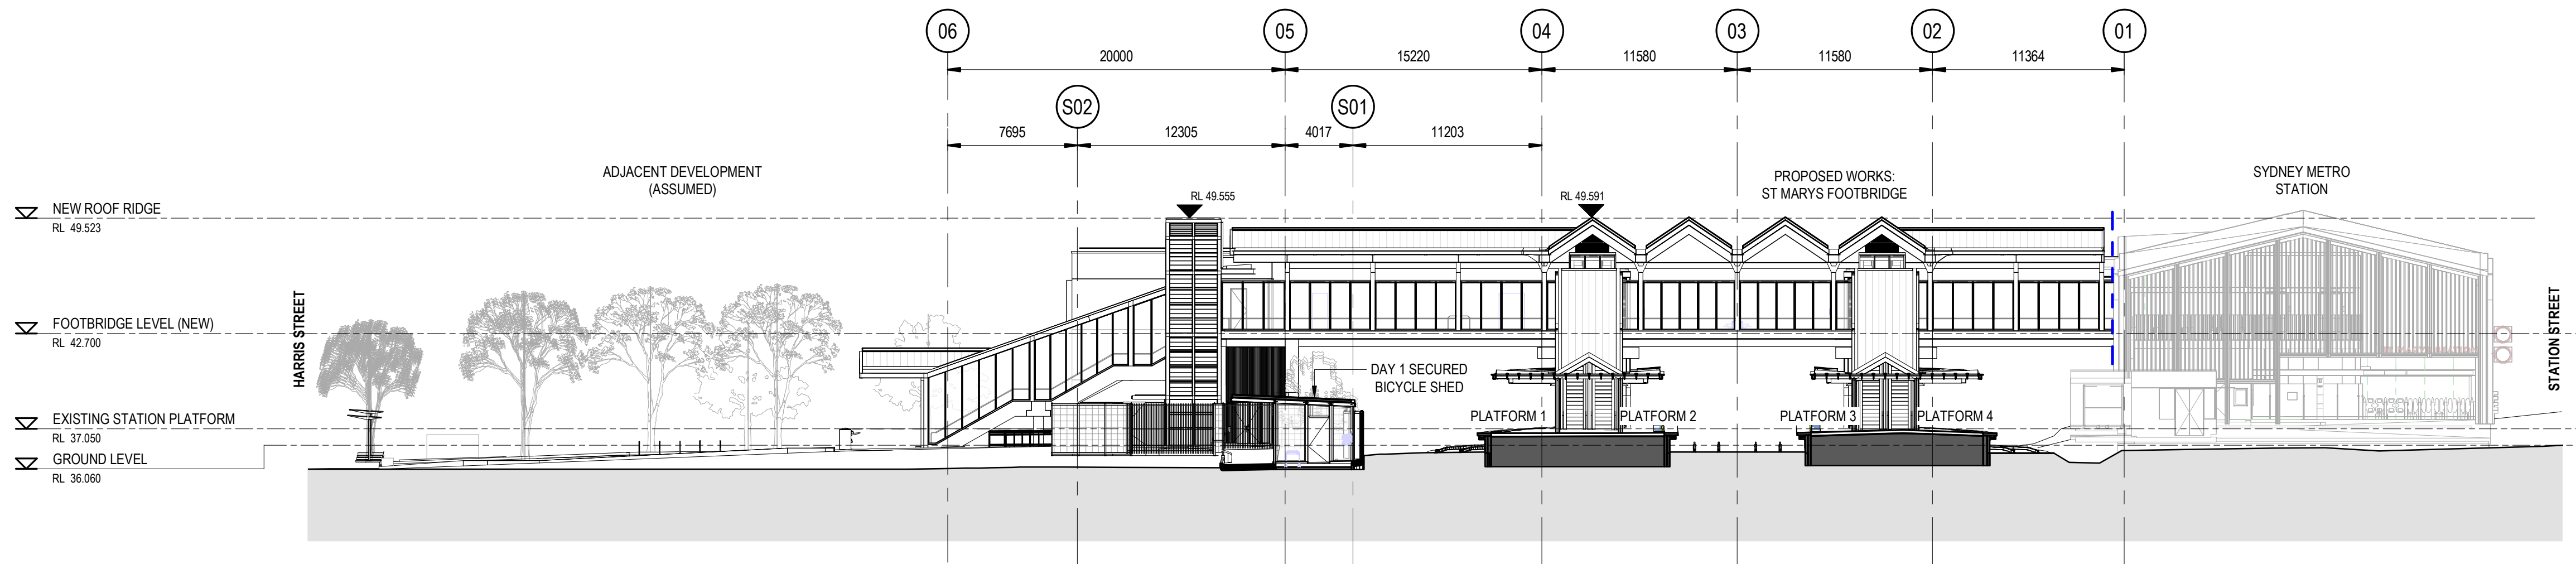 06
05
04
03
02
01
20000
15220
11580
11580
11364
S02
S01
7695
12305
4017
11203
ADJACENT DEVELOPMENT
(ASSUMED)
PROPOSED WORKS:
ST MARYS FOOTBRIDGE
SYDNEY METRO
STATION
RL 49.555
RL 49.591
NEW ROOF RIDGE
RL 49.523
HARRIS STREET
STATION STREET
FOOTBRIDGE LEVEL (NEW)
RL 42.700
DAY 1 SECURED
BICYCLE SHED
EXISTING STATION PLATFORM
RL 37.050
PLATFORM 1
PLATFORM 2
PLATFORM 3
PLATFORM 4
GROUND LEVEL
RL 36.060